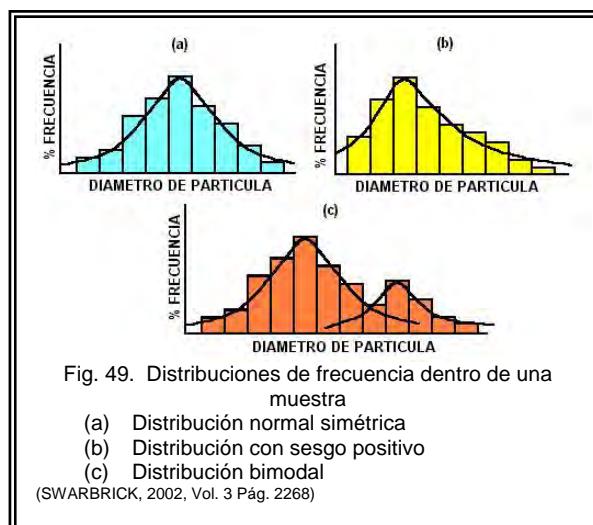 (a)
% FRECUENCIA
DIAMETRO DE PARTICULA
(b)
% FRECUENCIA
DIAMETRO DE PARTICULA
(c)
% FRECUENCIA
DIAMETRO DE PARTICULA
Fig. 49. Distribuciones de frecuencia dentro de una
muestra
(a) Distribución normal simétrica
(b) Distribución con sesgo positivo
(c) Distribución bimodal
(SWARBRICK, 2002, Vol. 3 Pág. 2268)